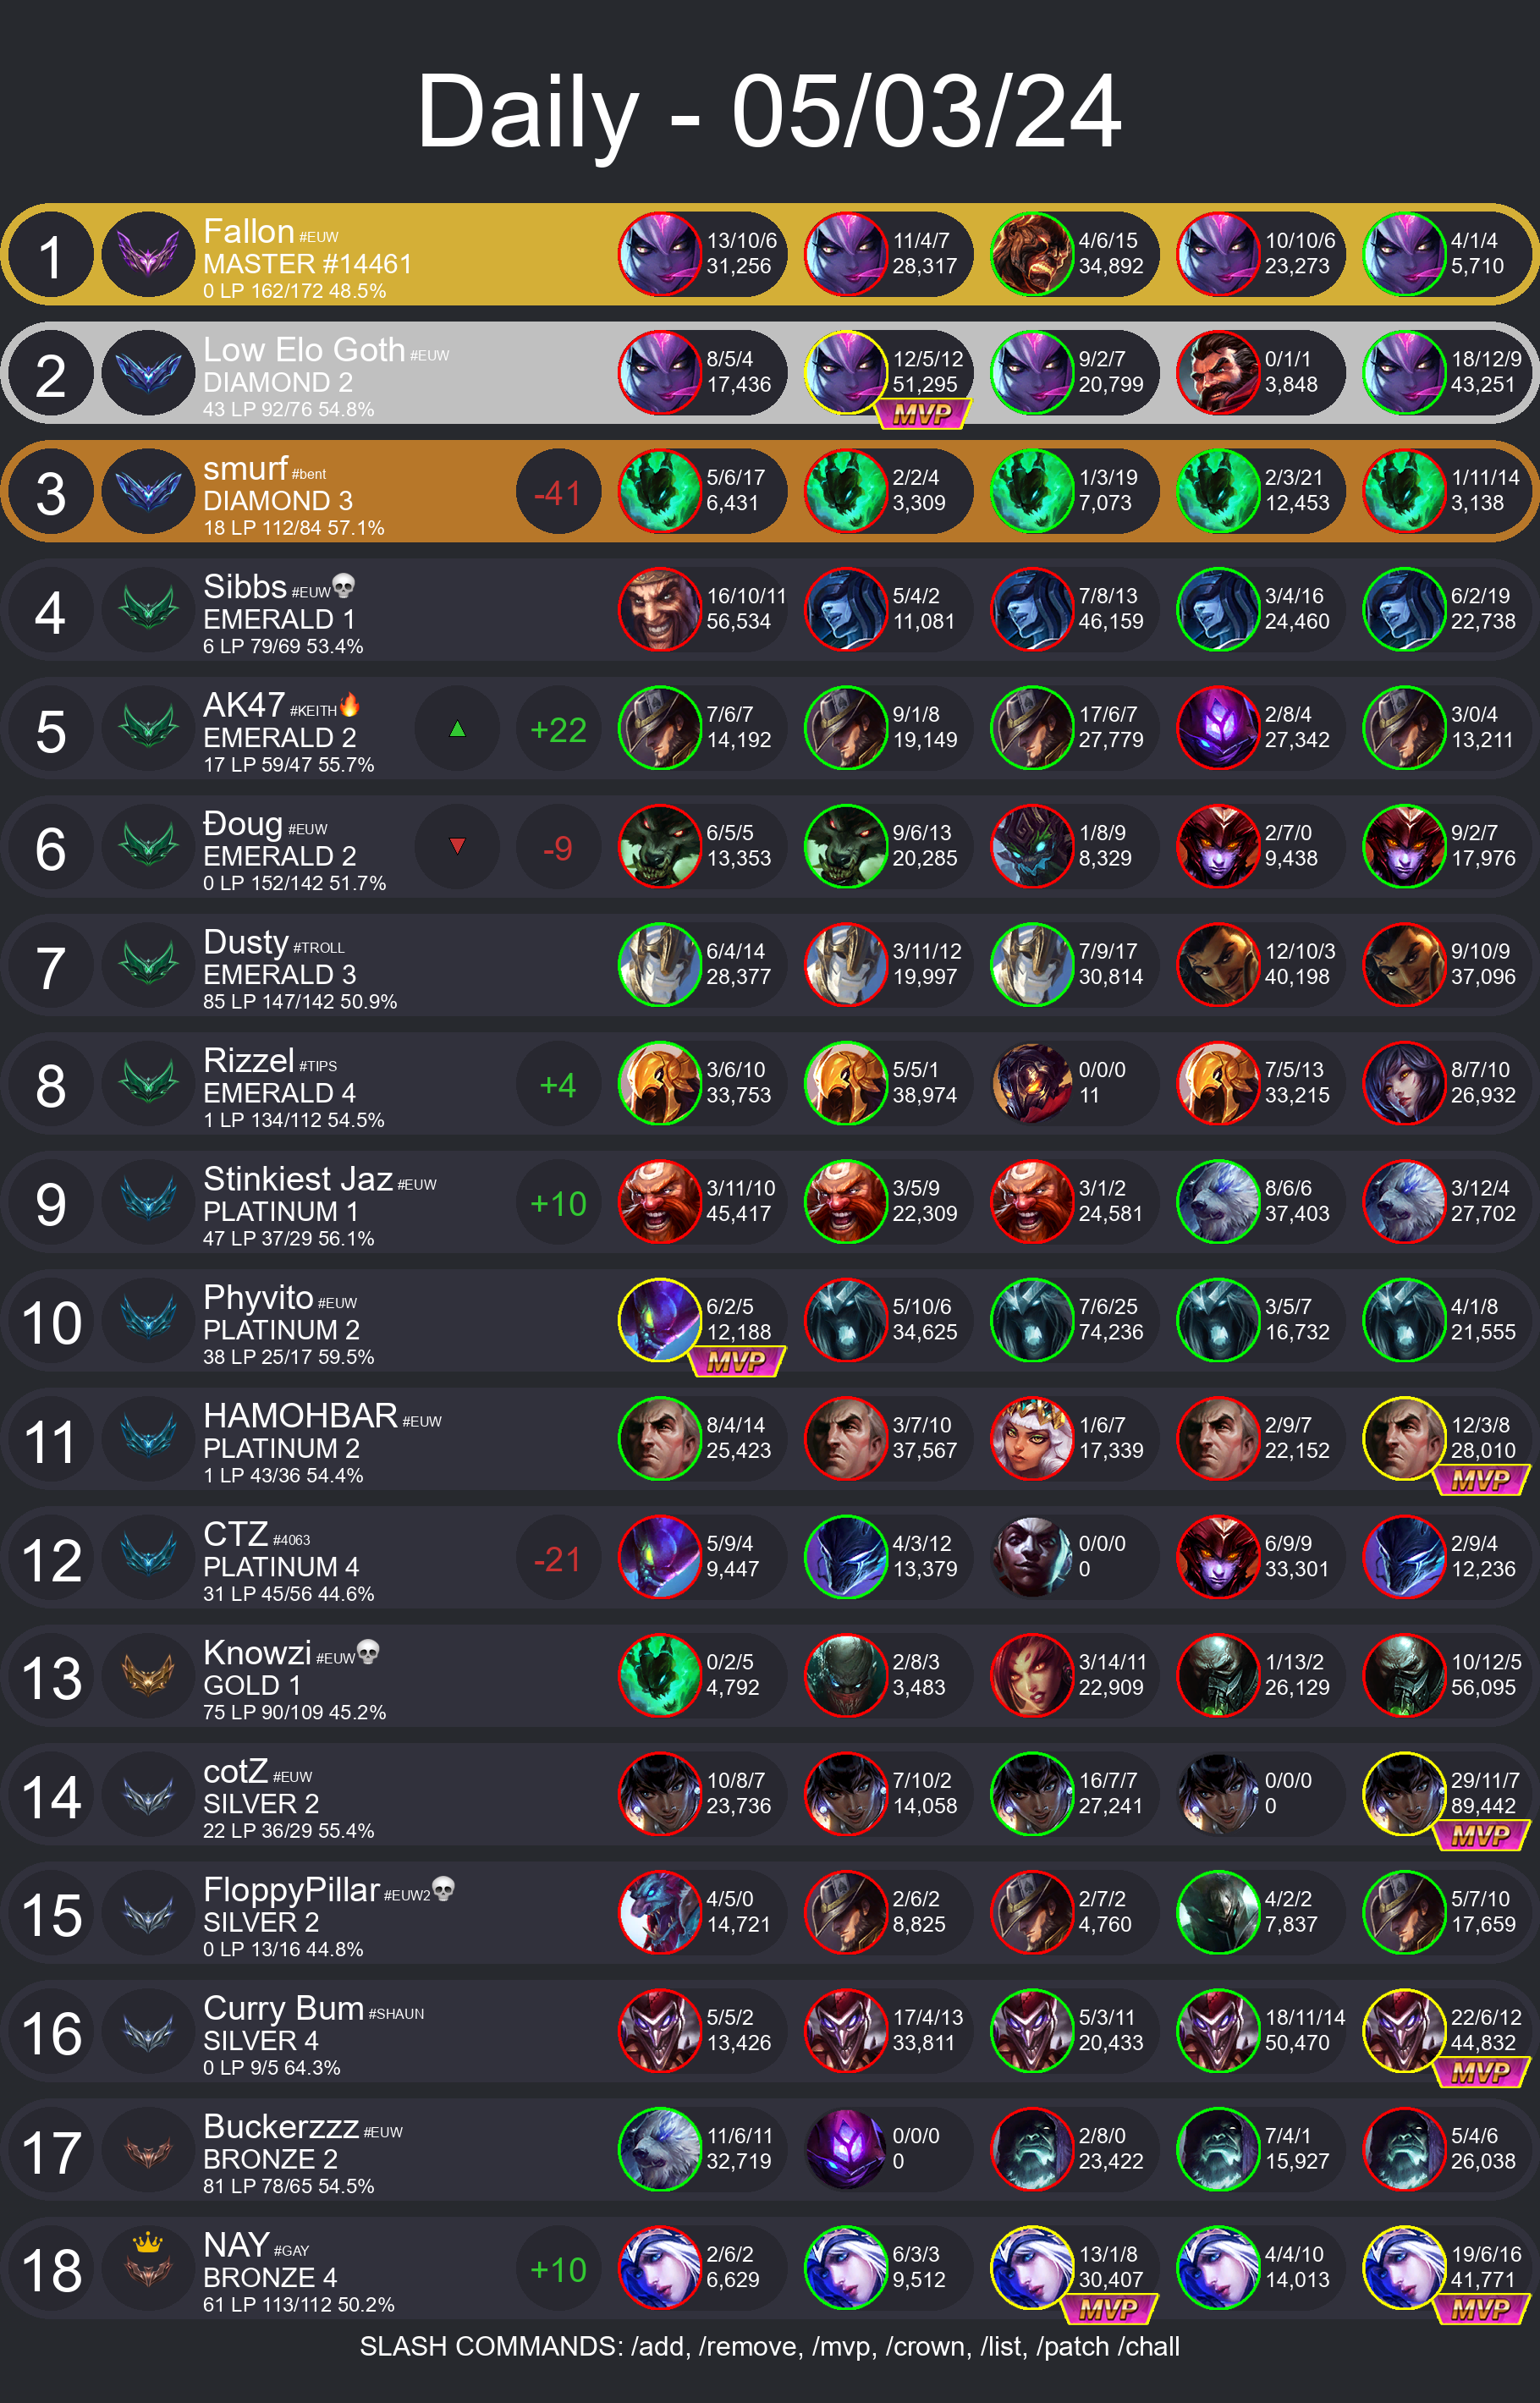 Daily - 05/03/24
1 Fallon #EUW
MASTER #14461
0 LP 162/172 48.5%
13/10/6 11/4/7 4/6/15 10/10/6 4/1/4
31,256 28,317 34,892 23,273 5,710
2 Low Elo Goth #EUW
DIAMOND 2
43 LP 92/76 54.8%
8/5/4 12/5/12 9/2/7 0/1/1 18/12/9
17,436 51,295 20,799 3,848 43,251
MVP
3 smurf #bent
DIAMOND 3
18 LP 112/84 57.1%
-41
5/6/17 2/2/4 1/3/19 2/3/21 1/11/14
6,431 3,309 7,073 12,453 3,138
4 Sibbs #EUW💀
EMERALD 1
6 LP 79/69 53.4%
16/10/11 5/4/2 7/8/13 3/4/16 6/2/19
56,534 11,081 46,159 24,460 22,738
5 AK47 #KEITH🔥
EMERALD 2
17 LP 59/47 55.7%
▲ +22
7/6/7 9/1/8 17/6/7 2/8/4 3/0/4
14,192 19,149 27,779 27,342 13,211
6 Đoug #EUW
EMERALD 2
0 LP 152/142 51.7%
▼ -9
6/5/5 9/6/13 1/8/9 2/7/0 9/2/7
13,353 20,285 8,329 9,438 17,976
7 Dusty #TROLL
EMERALD 3
85 LP 147/142 50.9%
6/4/14 3/11/12 7/9/17 12/10/3 9/10/9
28,377 19,997 30,814 40,198 37,096
8 Rizzel #TIPS
EMERALD 4
1 LP 134/112 54.5%
+4
3/6/10 5/5/1 0/0/0 7/5/13 8/7/10
33,753 38,974 11 33,215 26,932
9 Stinkiest Jaz #EUW
PLATINUM 1
47 LP 37/29 56.1%
+10
3/11/10 3/5/9 3/1/2 8/6/6 3/12/4
45,417 22,309 24,581 37,403 27,702
10 Phyvito #EUW
PLATINUM 2
38 LP 25/17 59.5%
6/2/5 5/10/6 7/6/25 3/5/7 4/1/8
12,188 34,625 74,236 16,732 21,555
MVP
11 HAMOHBAR #EUW
PLATINUM 2
1 LP 43/36 54.4%
8/4/14 3/7/10 1/6/7 2/9/7 12/3/8
25,423 37,567 17,339 22,152 28,010
MVP
12 CTZ #4063
PLATINUM 4
31 LP 45/56 44.6%
-21
5/9/4 4/3/12 0/0/0 6/9/9 2/9/4
9,447 13,379 0 33,301 12,236
13 Knowzi #EUW💀
GOLD 1
75 LP 90/109 45.2%
0/2/5 2/8/3 3/14/11 1/13/2 10/12/5
4,792 3,483 22,909 26,129 56,095
14 cotZ #EUW
SILVER 2
22 LP 36/29 55.4%
10/8/7 7/10/2 16/7/7 0/0/0 29/11/7
23,736 14,058 27,241 0 89,442
MVP
15 FloppyPillar #EUW2💀
SILVER 2
0 LP 13/16 44.8%
4/5/0 2/6/2 2/7/2 4/2/2 5/7/10
14,721 8,825 4,760 7,837 17,659
16 Curry Bum #SHAUN
SILVER 4
0 LP 9/5 64.3%
5/5/2 17/4/13 5/3/11 18/11/14 22/6/12
13,426 33,811 20,433 50,470 44,832
MVP
17 Buckerzzz #EUW
BRONZE 2
81 LP 78/65 54.5%
11/6/11 0/0/0 2/8/0 7/4/1 5/4/6
32,719 0 23,422 15,927 26,038
18 NAY #GAY
BRONZE 4
61 LP 113/112 50.2%
+10
2/6/2 6/3/3 13/1/8 4/4/10 19/6/16
6,629 9,512 30,407 14,013 41,771
MVP MVP
SLASH COMMANDS: /add, /remove, /mvp, /crown, /list, /patch /chall